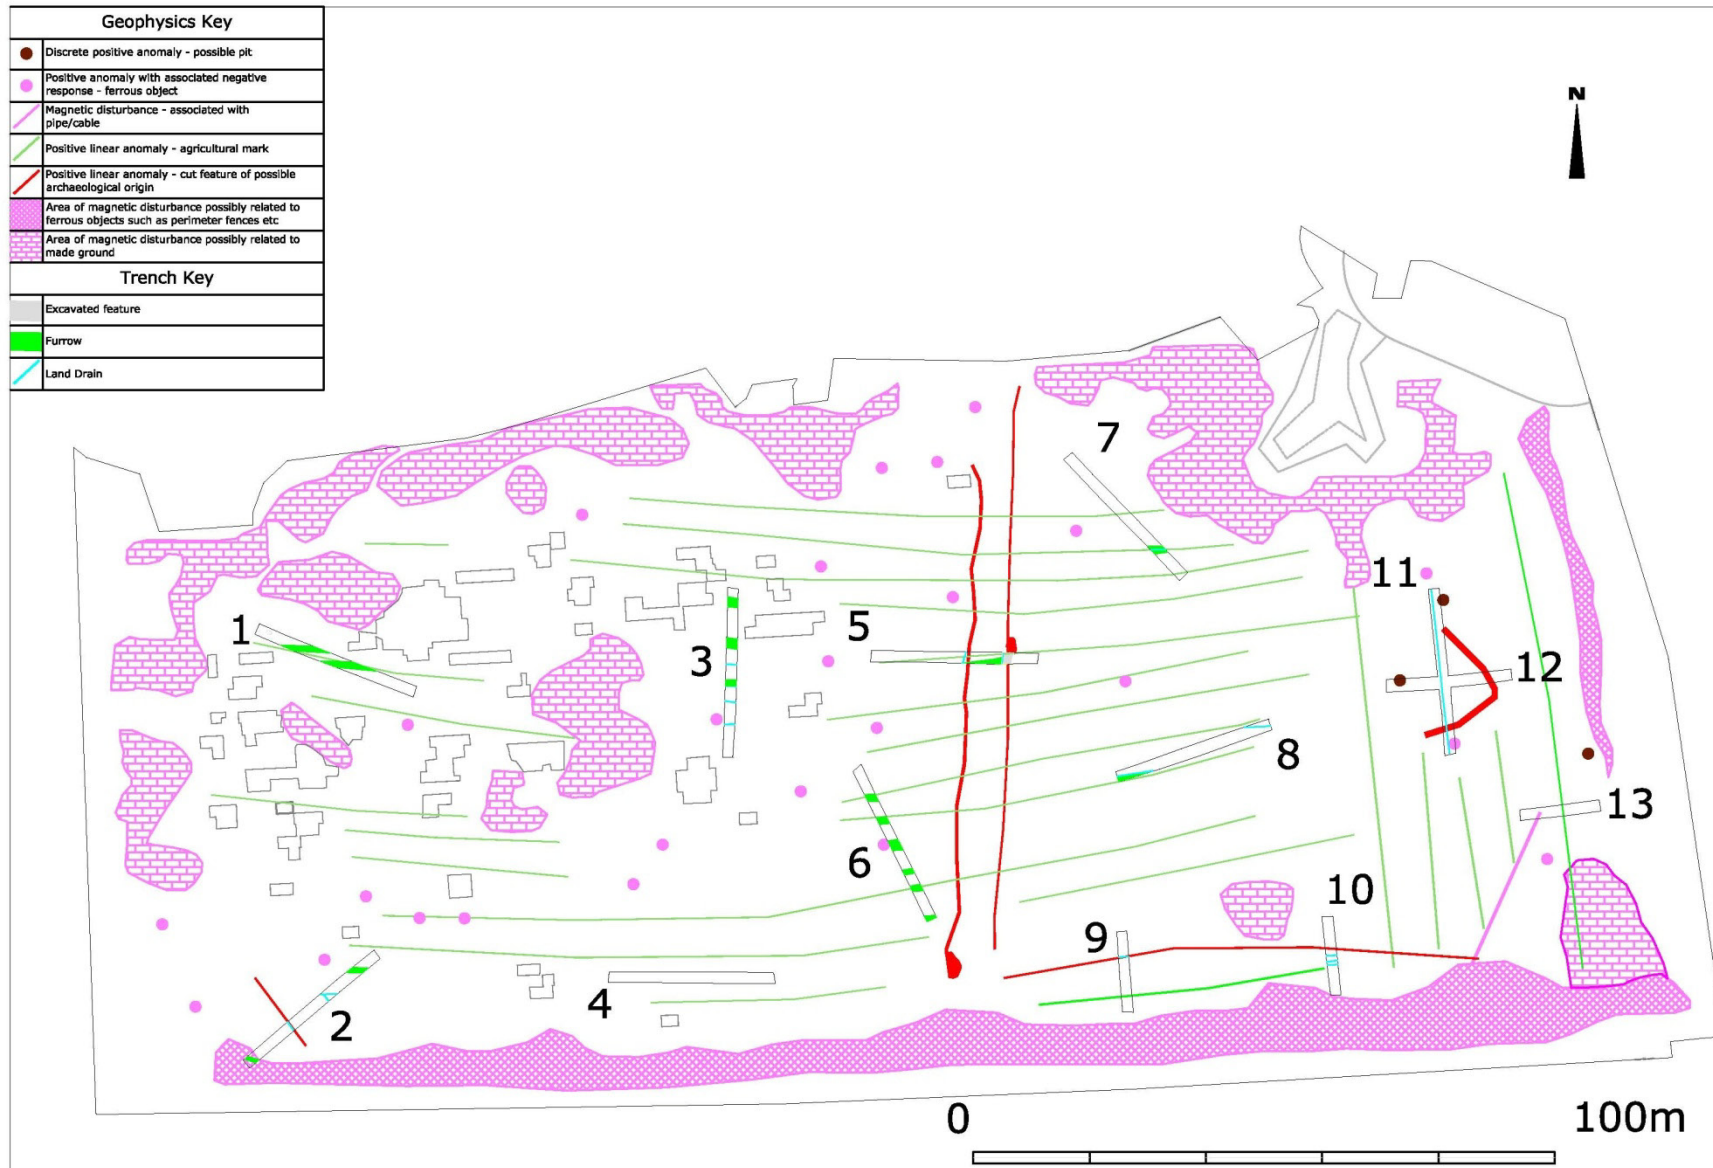 Geophysics Key
Discrete positive anomaly - possible pit
Positive anomaly with associated negative
response - ferrous object
Magnetic disturbance - associated with
pipe/cable
Positive linear anomaly - agricultural mark
Positive linear anomaly - cut feature of possible
archaeological origin
Area of magnetic disturbance possibly related to
ferrous objects such as perimeter fences etc
Area of magnetic disturbance possibly related to
made ground
Trench Key
Excavated feature
Furrow
Land Drain
N
7
11
1
5
3
12
8
13
6
10
9
4
2
0
100m